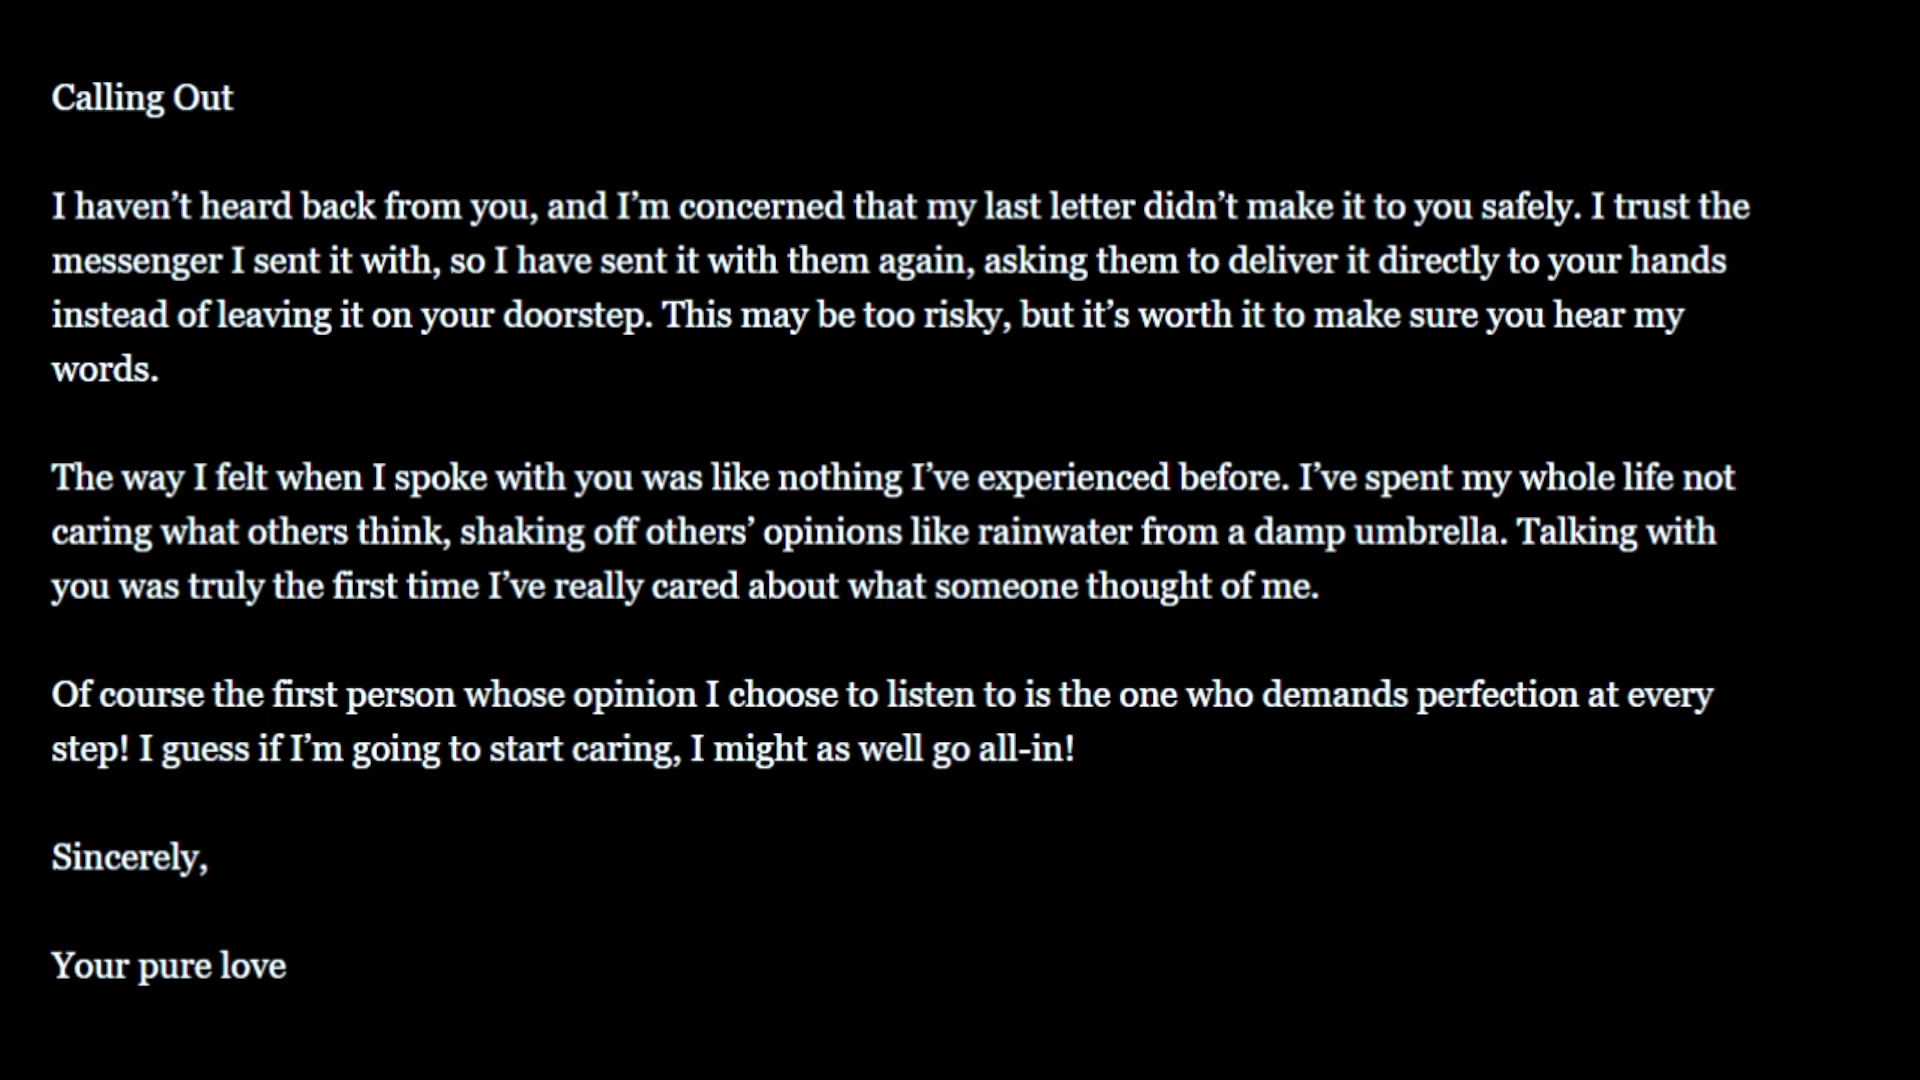 Calling Out
I haven’t heard back from you, and I’m concerned that my last letter didn’t make it to you safely. I trust the
messenger I sent it with, so I have sent it with them again, asking them to deliver it directly to your hands
instead of leaving it on your doorstep. This may be too risky, but it’s worth it to make sure you hear my
words.
The way I felt when I spoke with you was like nothing I’ve experienced before. I’ve spent my whole life not
caring what others think, shaking off others’ opinions like rainwater from a damp umbrella. Talking with
you was truly the first time I’ve really cared about what someone thought of me.
Of course the first person whose opinion I choose to listen to is the one who demands perfection at every
step! I guess if I’m going to start caring, I might as well go all-in!
Sincerely,
Your pure love